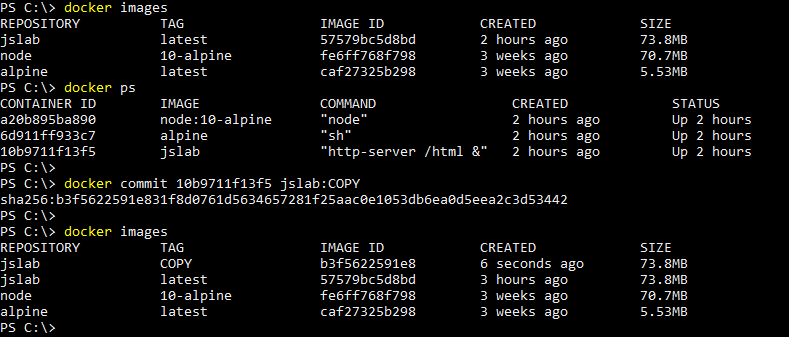 PS C:\> docker images
REPOSITORY TAG IMAGE ID CREATED SIZE
jslab latest 57579bc5d8bd 2 hours ago 73.8MB
node 10-alpine fe6ff768f798 3 weeks ago 70.7MB
alpine latest caf27325b298 3 weeks ago 5.53MB
PS C:\> docker ps
CONTAINER ID IMAGE COMMAND CREATED STATUS
a20b895ba890 node:10-alpine "node" 2 hours ago Up 2 hours
6d911ff933c7 alpine "sh" 2 hours ago Up 2 hours
10b9711f13f5 jslab "http-server /html &" 2 hours ago Up 2 hours
PS C:\>
PS C:\> docker commit 10b9711f13f5 jslab:COPY
sha256:b3f5622591e831f8d0761d5634657281f25aac0e1053db6ea0d5eea2c3d53442
PS C:\>
PS C:\> docker images
REPOSITORY TAG IMAGE ID CREATED SIZE
jslab COPY b3f5622591e8 6 seconds ago 73.8MB
jslab latest 57579bc5d8bd 3 hours ago 73.8MB
node 10-alpine fe6ff768f798 3 weeks ago 70.7MB
alpine latest caf27325b298 3 weeks ago 5.53MB
PS C:\>